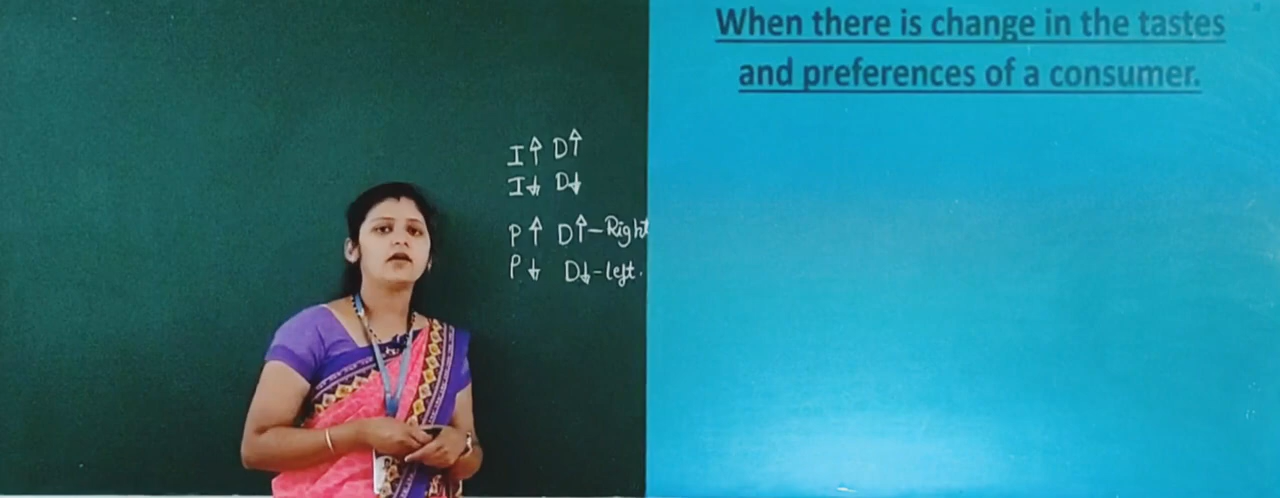 I↑ D↑
I↓ D↓
P↑ D↑-Right
P↓ D↓-left.
When there is change in the tastes
and preferences of a consumer.